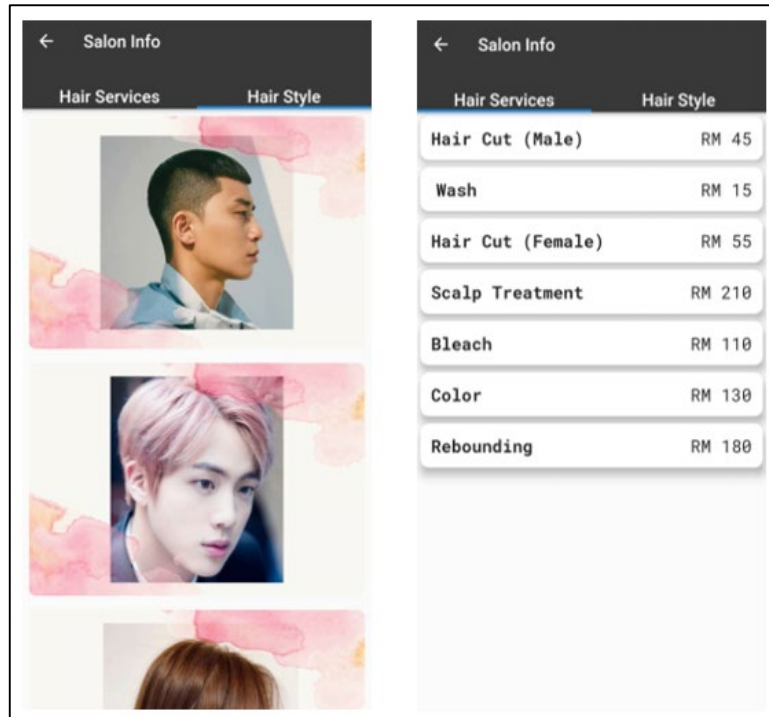 Salon Info
Hair Services Hair Style
Salon Info
Hair Services Hair Style
Hair Cut (Male) RM 45
Wash RM 15
Hair Cut (Female) RM 55
Scalp Treatment RM 210
Bleach RM 110
Color RM 130
Rebounding RM 180